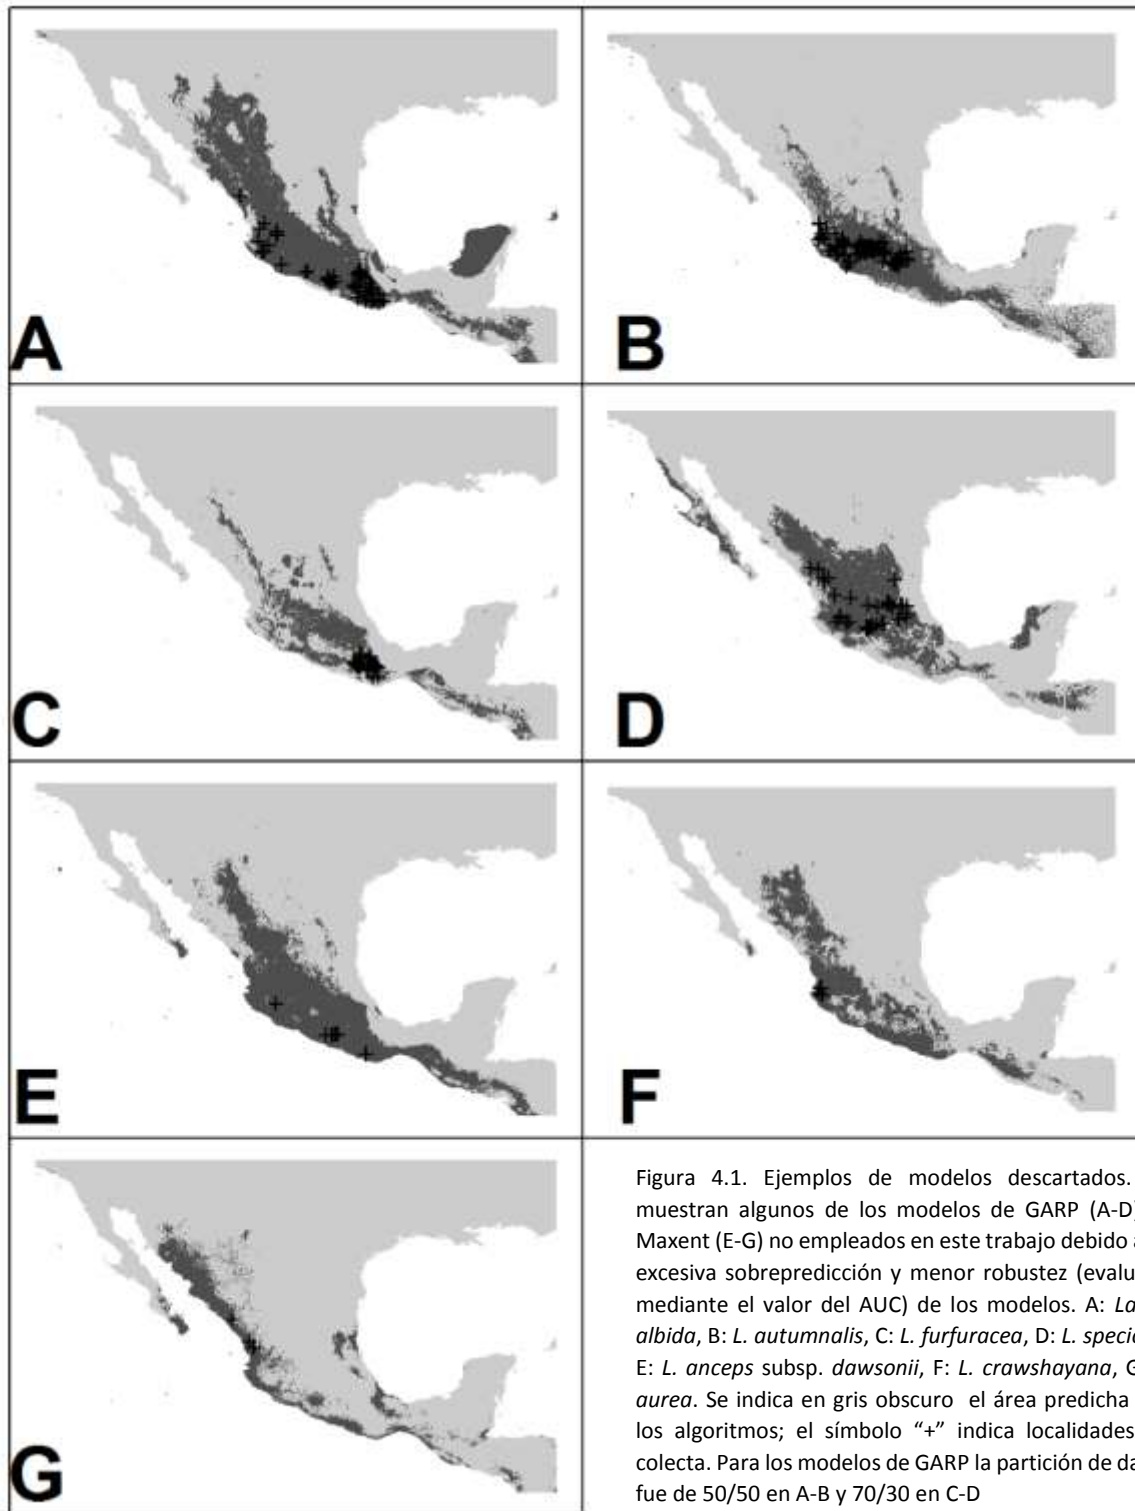 A
B
C
D
E
F
G
Figura 4.1. Ejemplos de modelos descartados.
muestran algunos de los modelos de GARP (A-D)
Maxent (E-G) no empleados en este trabajo debido a
excesiva sobrepredicción y menor robustez
mediante el valor del AUC) de los modelos. A:
albida, B: L. autumnalis, C: L. furfuracea, D: L.
E: L. anceps subsp. dawsonii, F: L. crawshayana, G
aurea. Se indica en gris obscuro el área predicha
los algoritmos; el símbolo “+” indica localidades
colecta. Para los modelos de GARP la partición de
fue de 50/50 en A-B y 70/30 en C-D